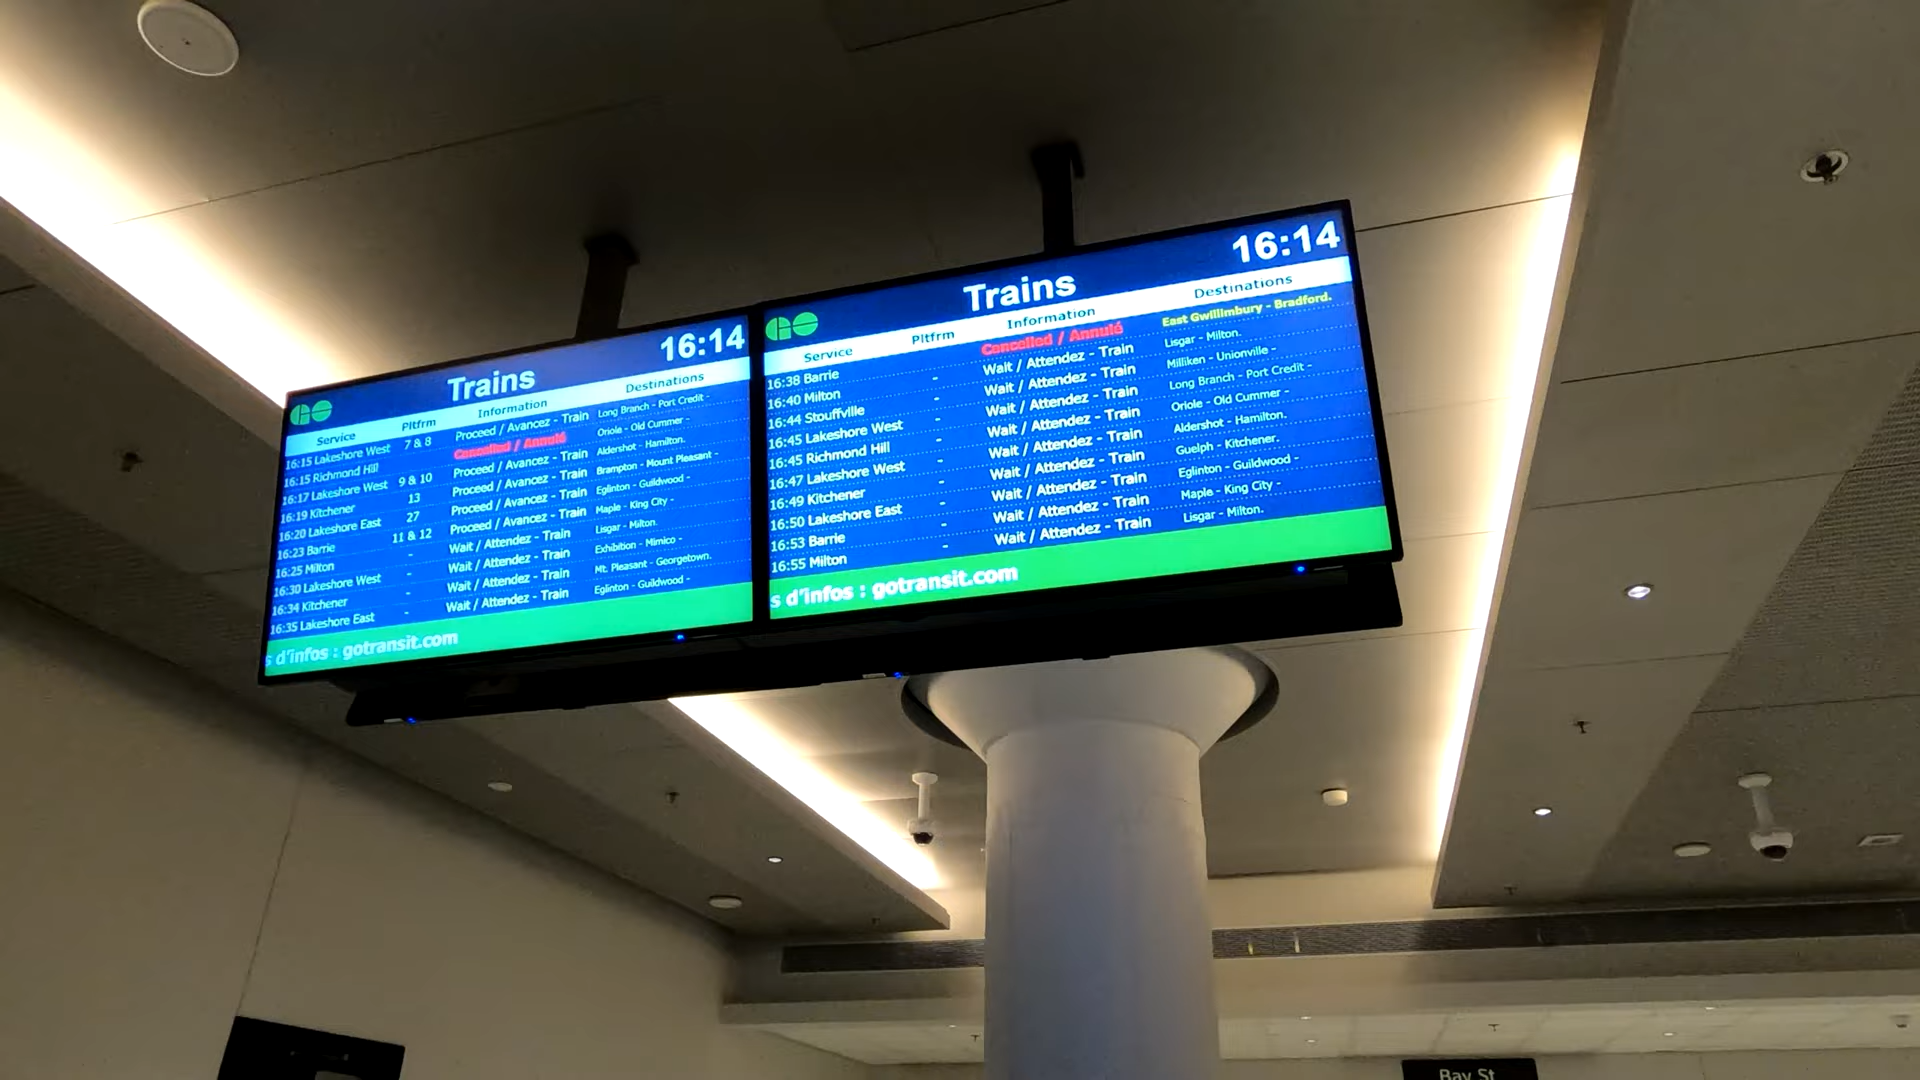 Trains 16:14
Service Pltfrm Information Destinations
16:15 Lakeshore West 7 & 8 Proceed / Avancez - Train Long Branch - Port Credit -
16:15 Richmond Hill Cancelled / Annulé Oriole - Old Cummer -
16:17 Lakeshore West 9 & 10 Proceed / Avancez - Train Aldershot - Hamilton.
16:19 Kitchener 13 Proceed / Avancez - Train Brampton - Mount Pleasant -
16:20 Lakeshore East 27 Proceed / Avancez - Train Eglinton - Guildwood -
16:23 Barrie 11 & 12 Proceed / Avancez - Train Maple - King City -
16:25 Milton - Wait / Attendez - Train Lisgar - Milton.
16:30 Lakeshore West - Wait / Attendez - Train Exhibition - Mimico -
16:34 Kitchener - Wait / Attendez - Train Mt. Pleasant - Georgetown.
16:35 Lakeshore East - Wait / Attendez - Train Eglinton - Guildwood -
s d'infos : gotransit.com
Trains 16:14
Service Pltfrm Information Destinations
16:38 Barrie Cancelled / Annulé East Gwillimbury - Bradford.
16:40 Milton - Wait / Attendez - Train Lisgar - Milton.
16:44 Stouffville - Wait / Attendez - Train Milliken - Unionville -
16:45 Lakeshore West - Wait / Attendez - Train Long Branch - Port Credit -
16:45 Richmond Hill - Wait / Attendez - Train Oriole - Old Cummer -
16:47 Lakeshore West - Wait / Attendez - Train Aldershot - Hamilton.
16:49 Kitchener - Wait / Attendez - Train Guelph - Kitchener.
16:50 Lakeshore East - Wait / Attendez - Train Eglinton - Guildwood -
16:53 Barrie - Wait / Attendez - Train Maple - King City -
16:55 Milton - Wait / Attendez - Train Lisgar - Milton.
s d'infos : gotransit.com
Bay St